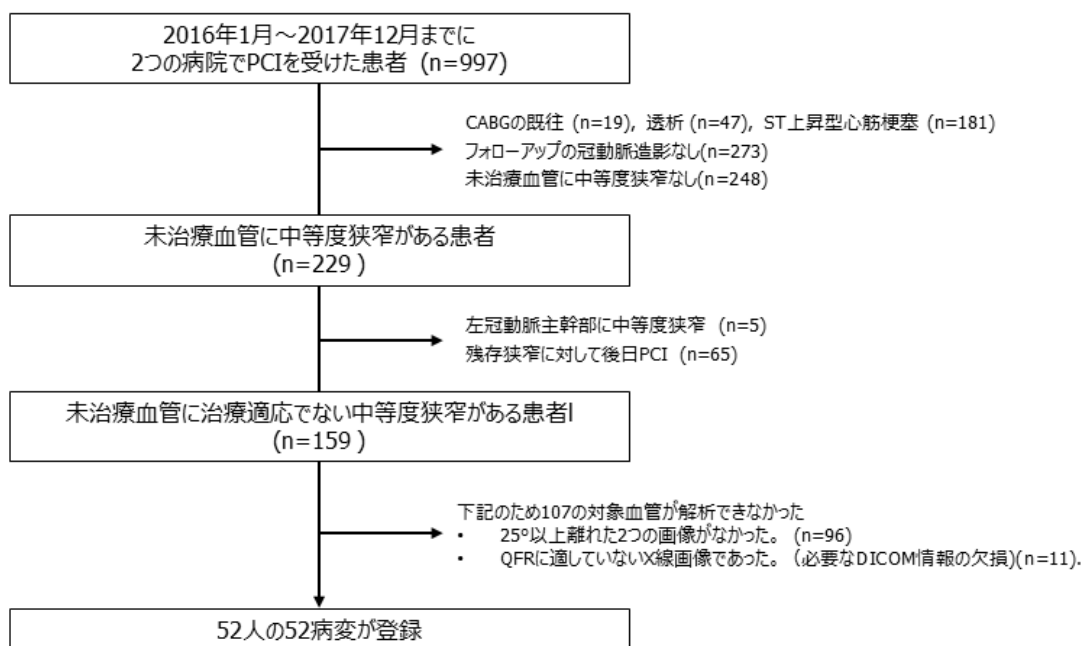 2016年1月～2017年12月までに
2つの病院でPCIを受けた患者 (n=997)
CABGの既往 (n=19), 透析 (n=47), ST上昇型心筋梗塞 (n=181)
フォローアップの冠動脈造影なし(n=273)
未治療血管に中等度狭窄なし(n=248)
未治療血管に中等度狭窄がある患者
(n=229 )
左冠動脈主幹部に中等度狭窄 (n=5)
残存狭窄に対して後日PCI (n=65)
未治療血管に治療適応でない中等度狭窄がある患者l
(n=159 )
下記のため107の対象血管が解析できなかった
• 25°以上離れた2つの画像がなかった。 (n=96)
• QFRに適していないX線画像であった。（必要なDICOM情報の欠損)(n=11).
52人の52病変が登録